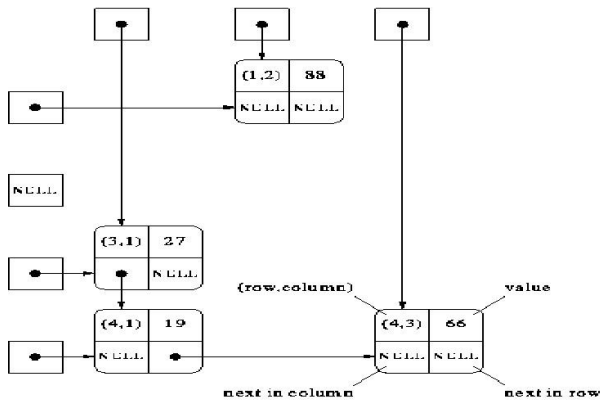 (1,2) 88
NULL NULL
NULL
(3,1) 27
NULL
(row,column) value
(4,1) 19 (4,3) 66
NULL NULL NULL
next in column next in row